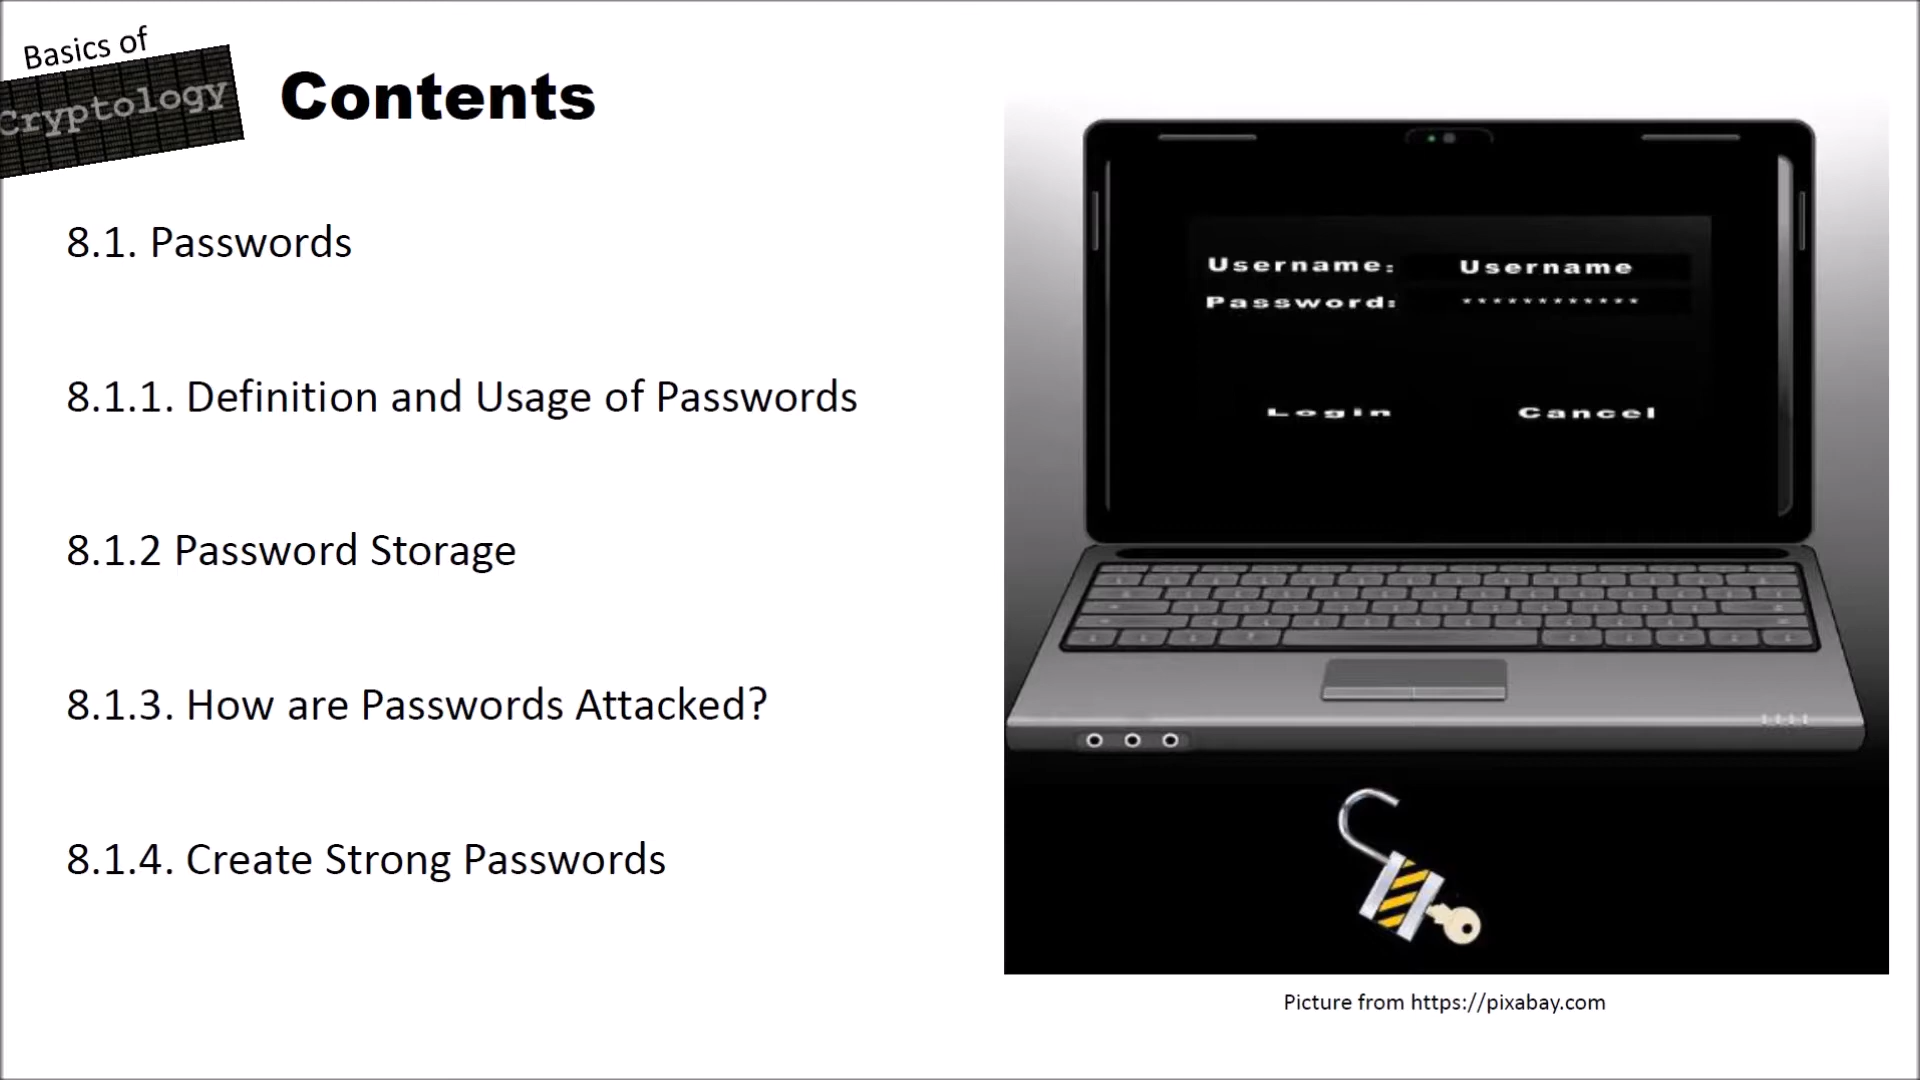 Basics of
Cryptology
Contents
8.1. Passwords
8.1.1. Definition and Usage of Passwords
8.1.2 Password Storage
8.1.3. How are Passwords Attacked?
8.1.4. Create Strong Passwords
Username: Username
Password: ************
Login Cancel
Picture from https://pixabay.com